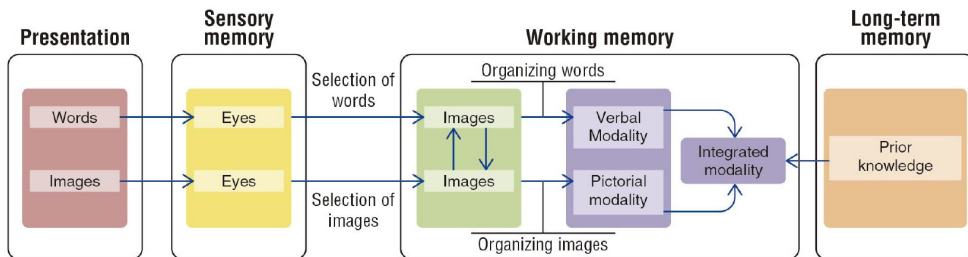 Presentation
Sensory
memory
Working memory
Long-term
memory
Selection of
words
Organizing words
Words
Eyes
Images
Verbal
Modality
Integrated
modality
Prior
knowledge
Images
Eyes
Images
Pictorial
modality
Selection of
images
Organizing images